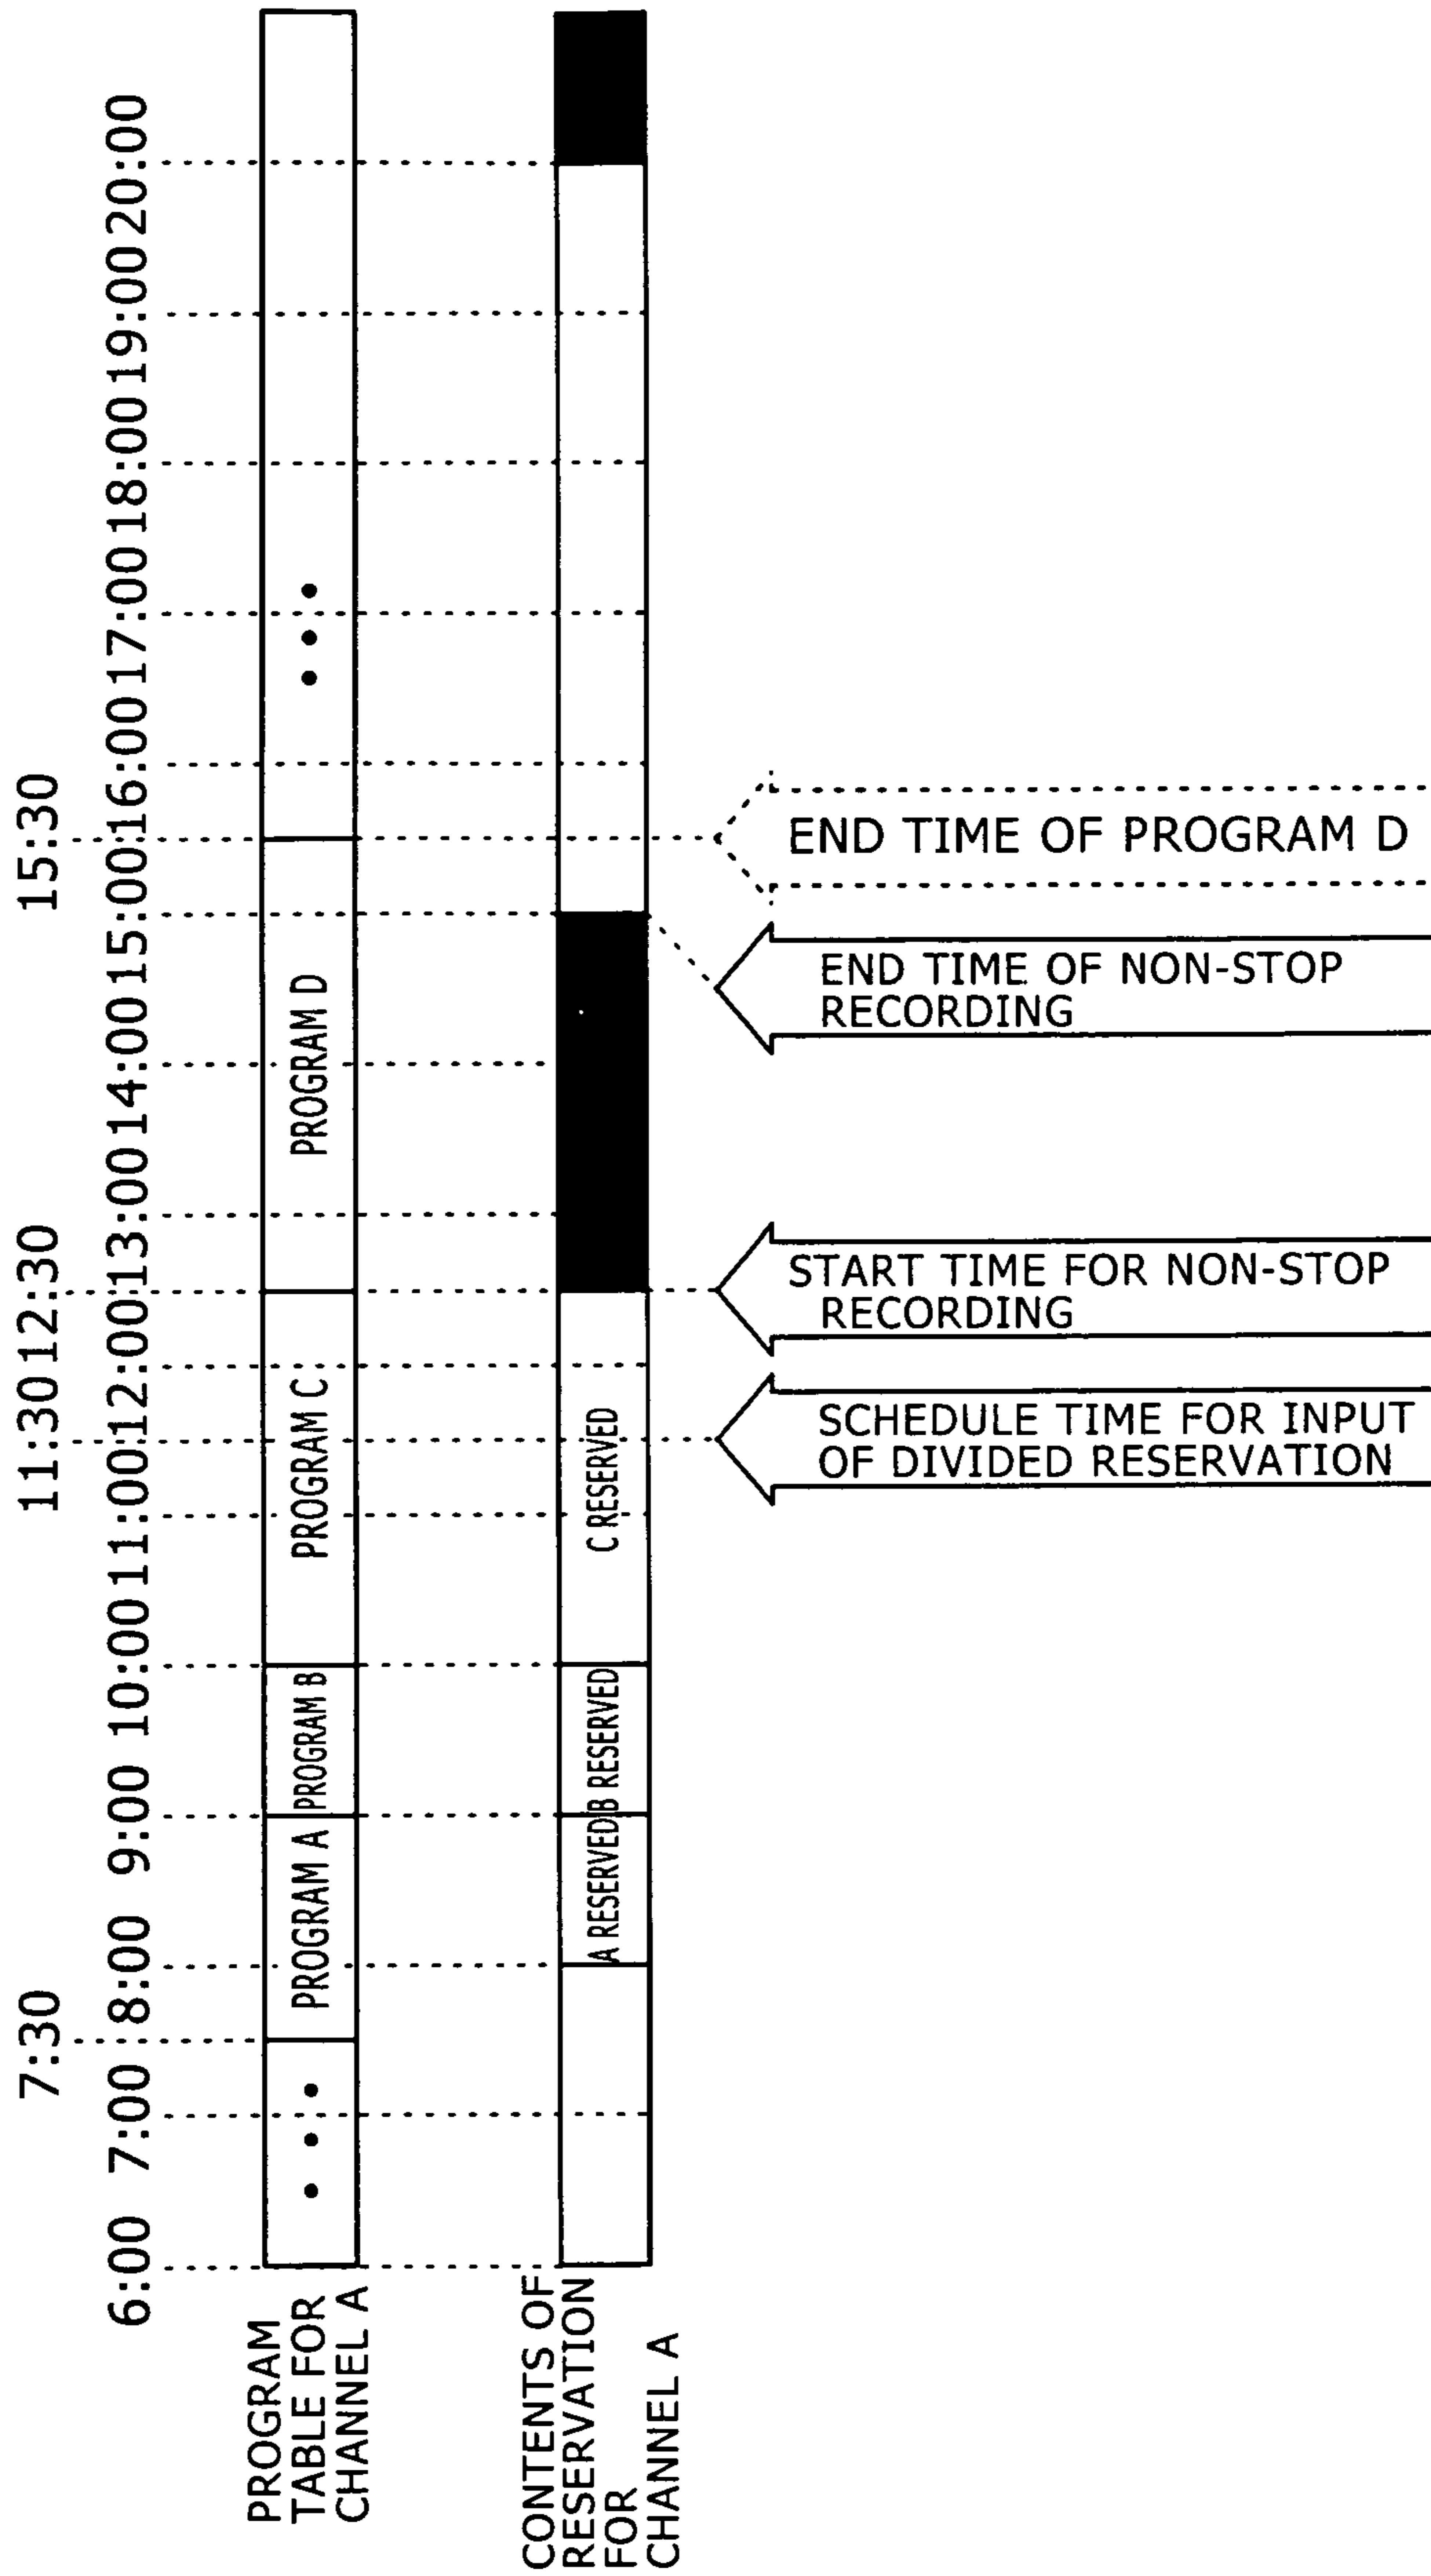 7:30
11:30
12:30
15:30
6:00
7:00
8:00
9:00
10:00
11:00
12:00
13:00
14:00
15:00
16:00
17:00
18:00
19:00
20:00
PROGRAM
TABLE FOR
CHANNEL A
PROGRAM A
PROGRAM B
PROGRAM C
PROGRAM D
CONTENTS OF
RESERVATION
FOR
CHANNEL A
A RESERVED
B RESERVED
C RESERVED
SCHEDULE TIME FOR INPUT
OF DIVIDED RESERVATION
START TIME FOR NON-STOP
RECORDING
END TIME OF NON-STOP
RECORDING
END TIME OF PROGRAM D